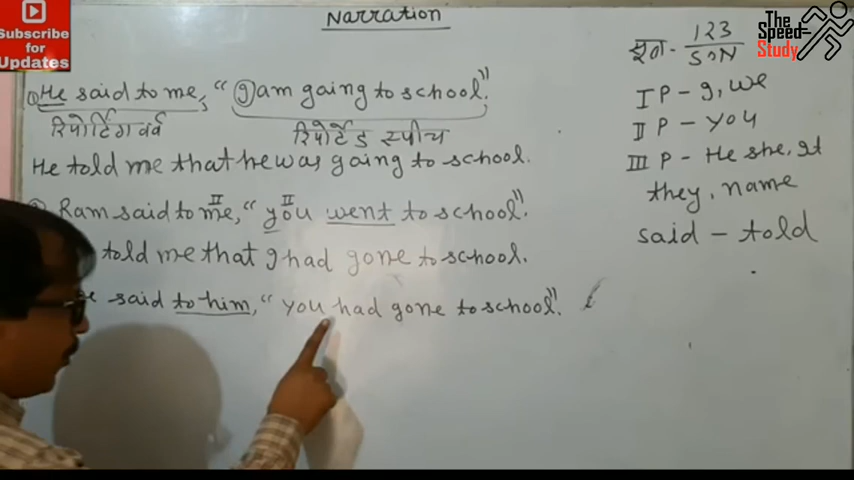 SUBSCRIBE
for
UPDATES
Narration
The
Speed
Study
सूत्र - 123
SON
He said to me, “I am going to school”.
रिपोर्टिंग वर्व
रिपोर्टेड स्पीच
He told me that he was going to school.
Ram said to me, “you went to school”.
II
II
told me that I had gone to school.
said to him, “you had gone to school”.
I P - I, we
II P - you
III P - He she, It
they, name
said - told